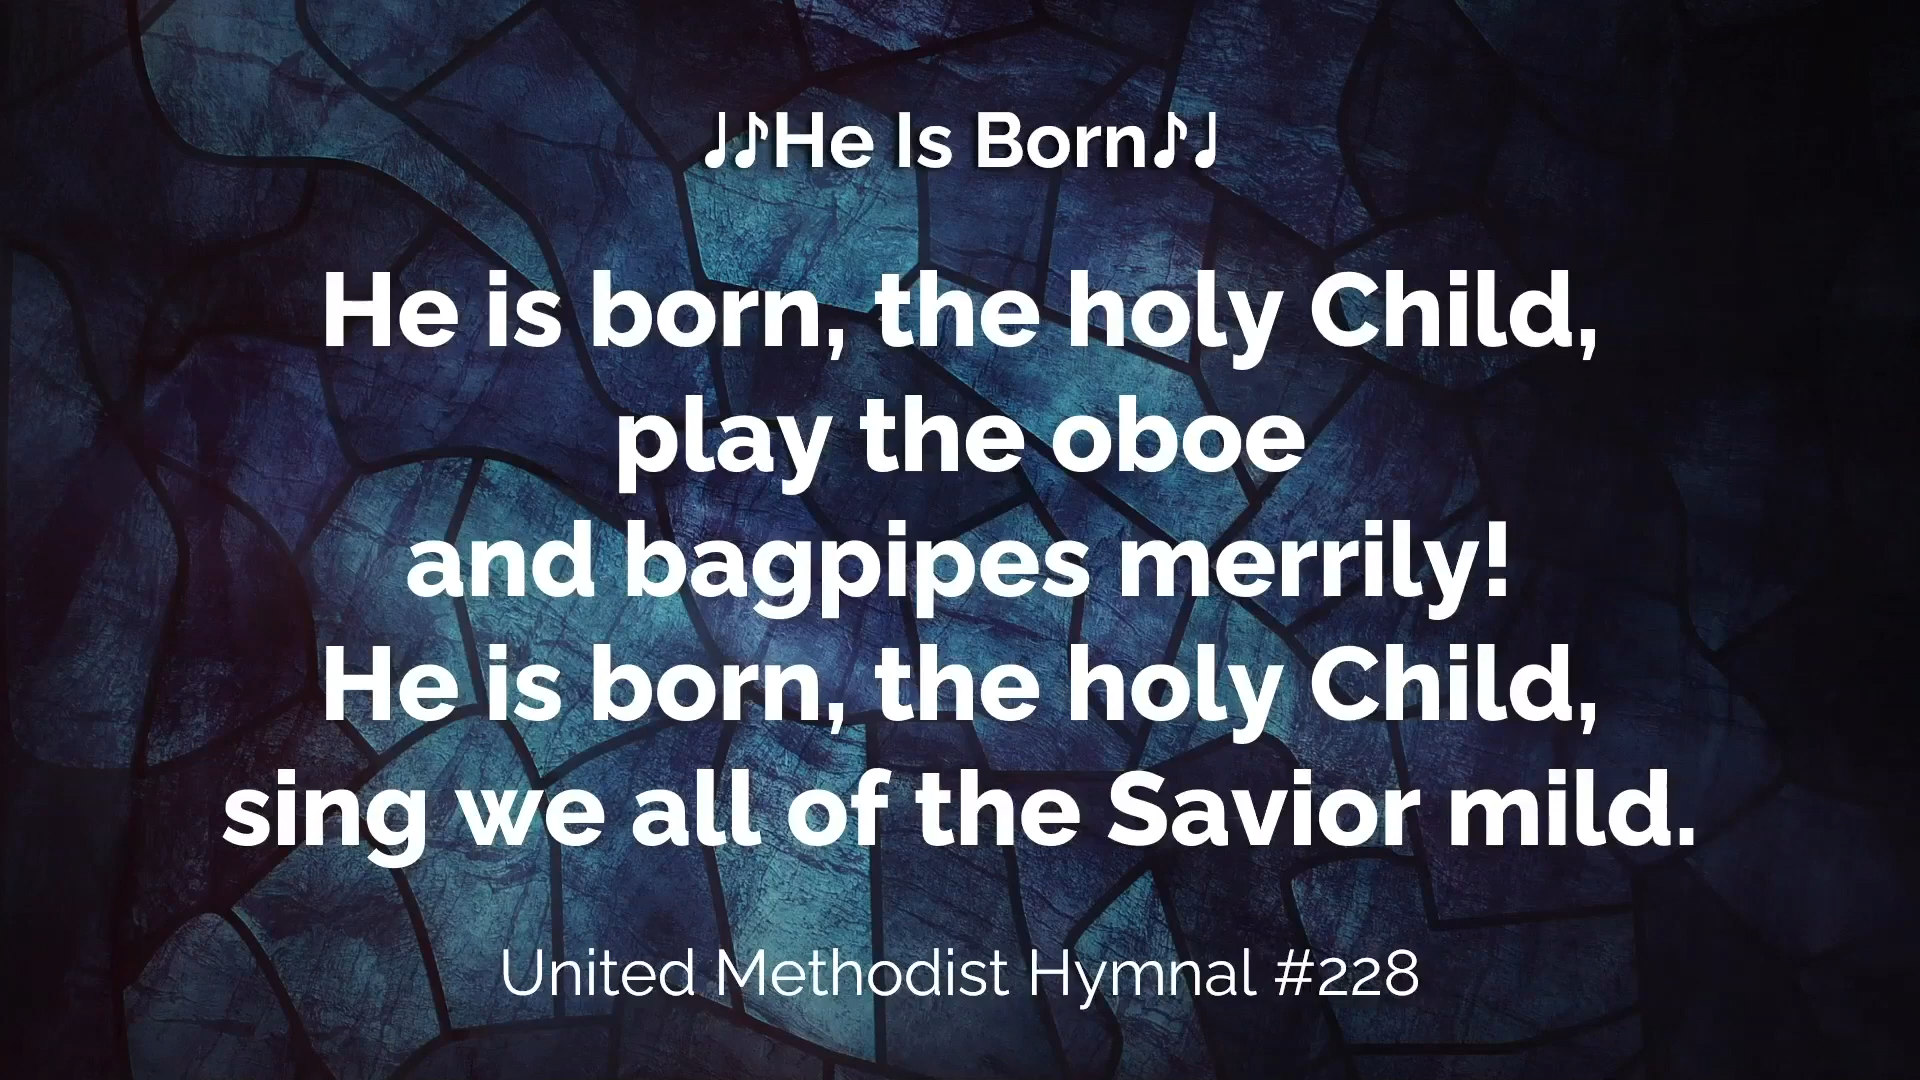 ♩♪He Is Born♪♩
He is born, the holy Child,
play the oboe
and bagpipes merrily!
He is born, the holy Child,
sing we all of the Savior mild.
United Methodist Hymnal #228